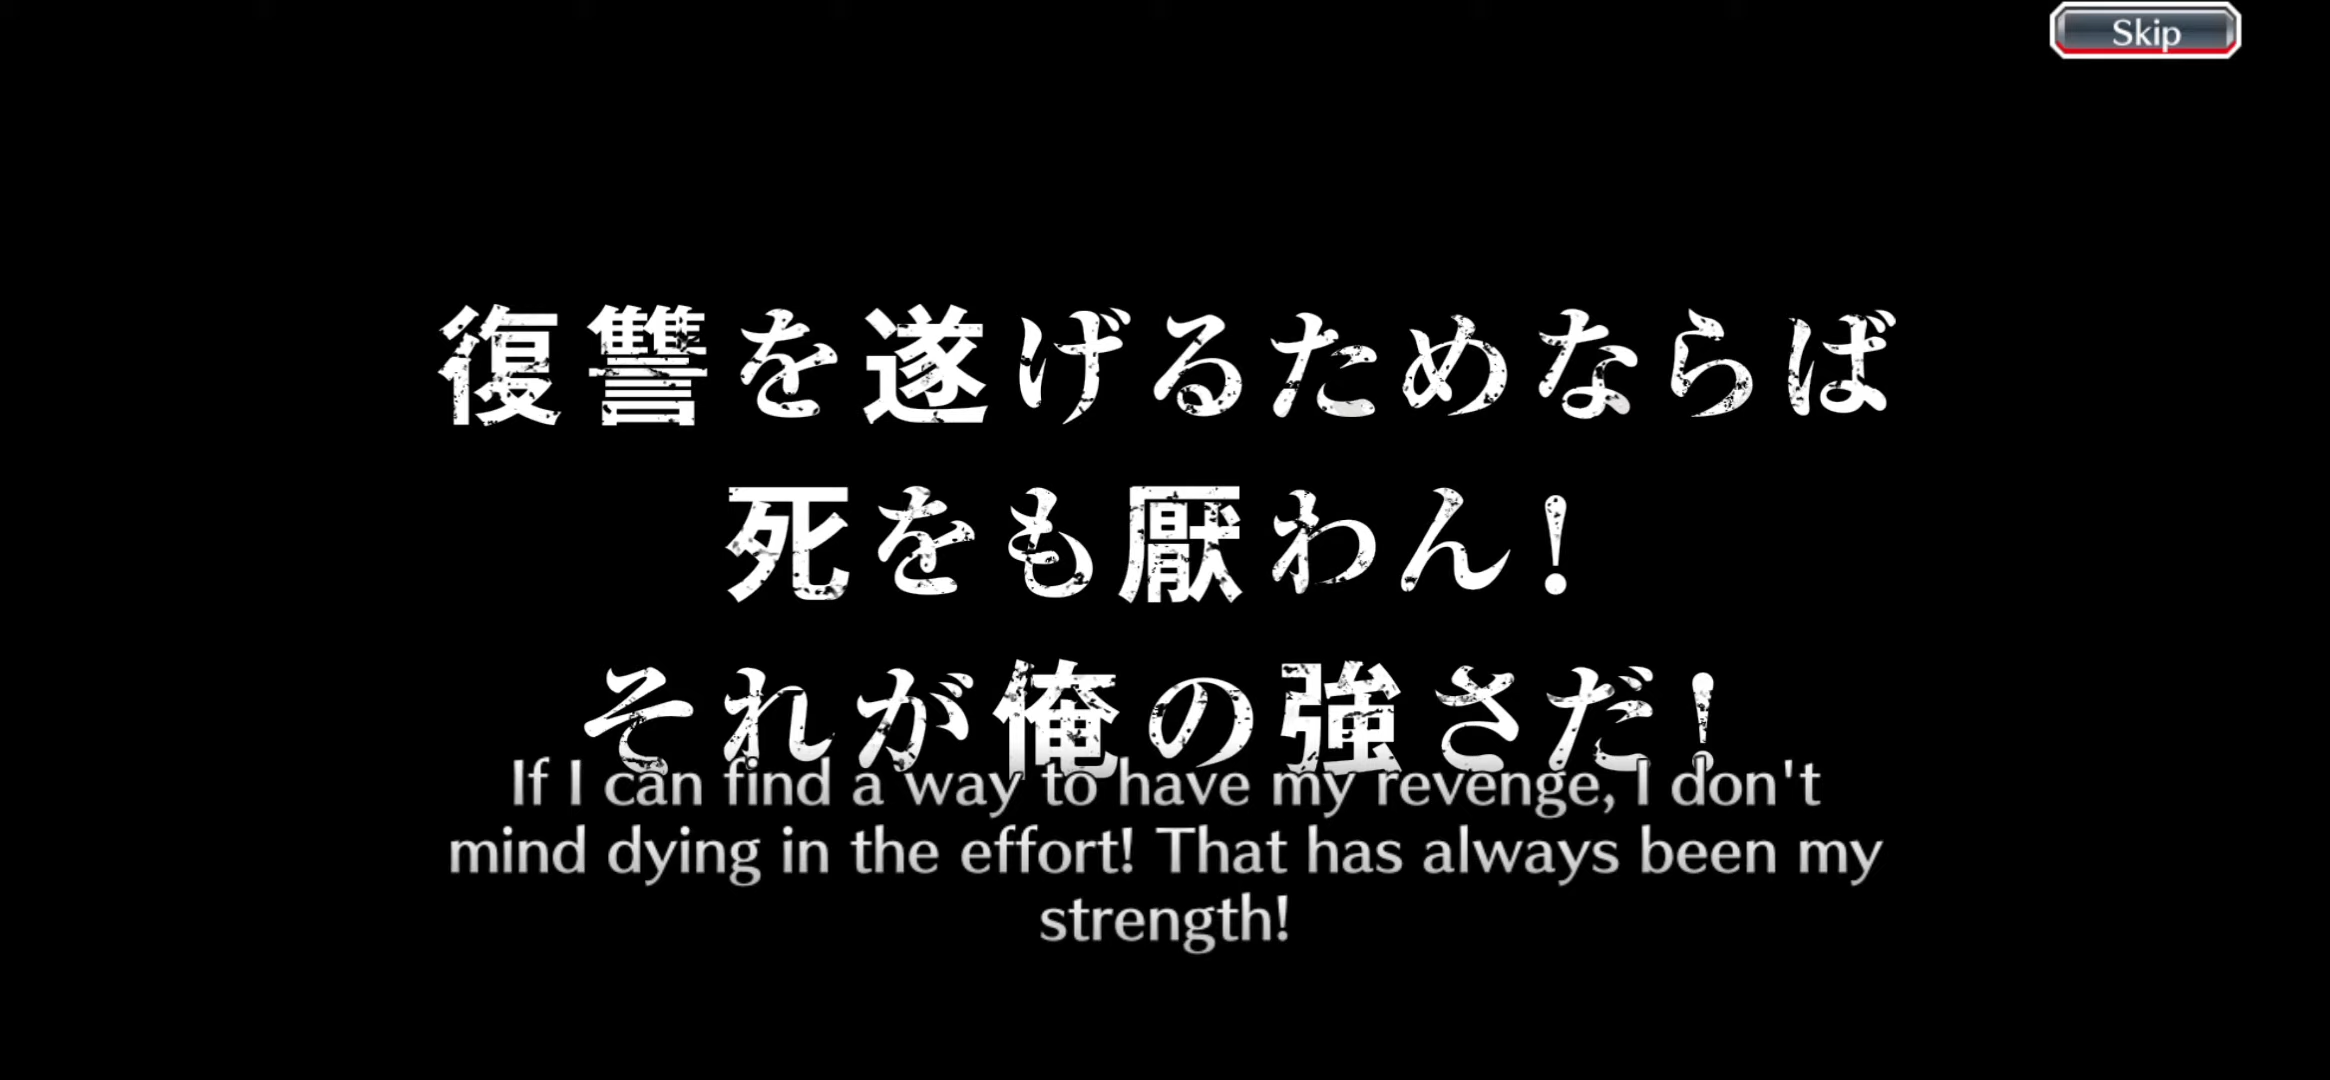 Skip
復讐を遂げるためならば
死をも厭わん！
それが俺の強さだ！
If I can find a way to have my revenge, I don't
mind dying in the effort! That has always been my
strength!